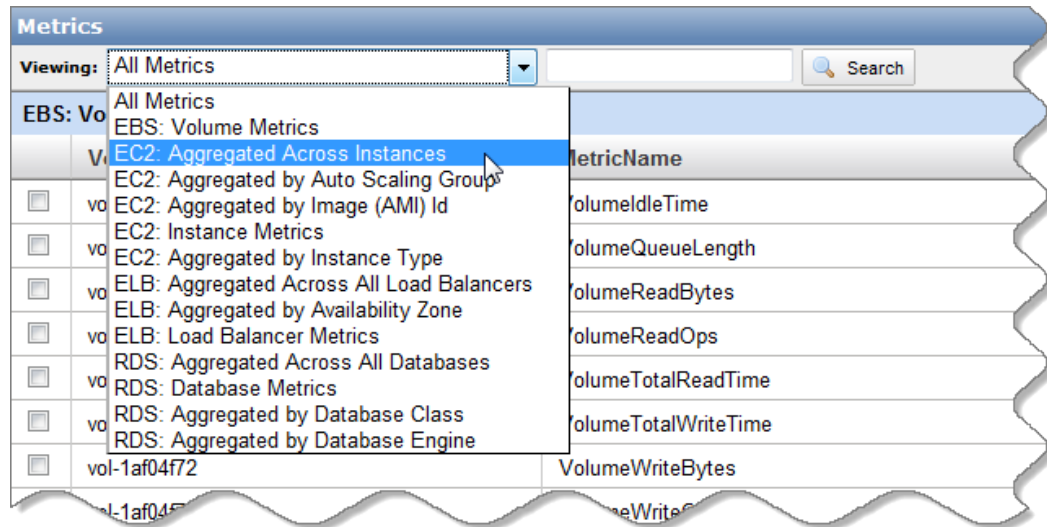 Metrics
Viewing: All Metrics Search
All Metrics
EBS: Volume Metrics
EC2: Aggregated Across Instances
EC2: Aggregated by Auto Scaling Group
EC2: Aggregated by Image (AMI) Id
EC2: Instance Metrics
EC2: Aggregated by Instance Type
ELB: Aggregated Across All Load Balancers
ELB: Aggregated by Availability Zone
ELB: Load Balancer Metrics
RDS: Aggregated Across All Databases
RDS: Database Metrics
RDS: Aggregated by Database Class
RDS: Aggregated by Database Engine
EBS: Vo
MetricName
VolumeIdleTime
VolumeQueueLength
VolumeReadBytes
VolumeReadOps
VolumeTotalReadTime
VolumeTotalWriteTime
vol-1af04f72 VolumeWriteBytes